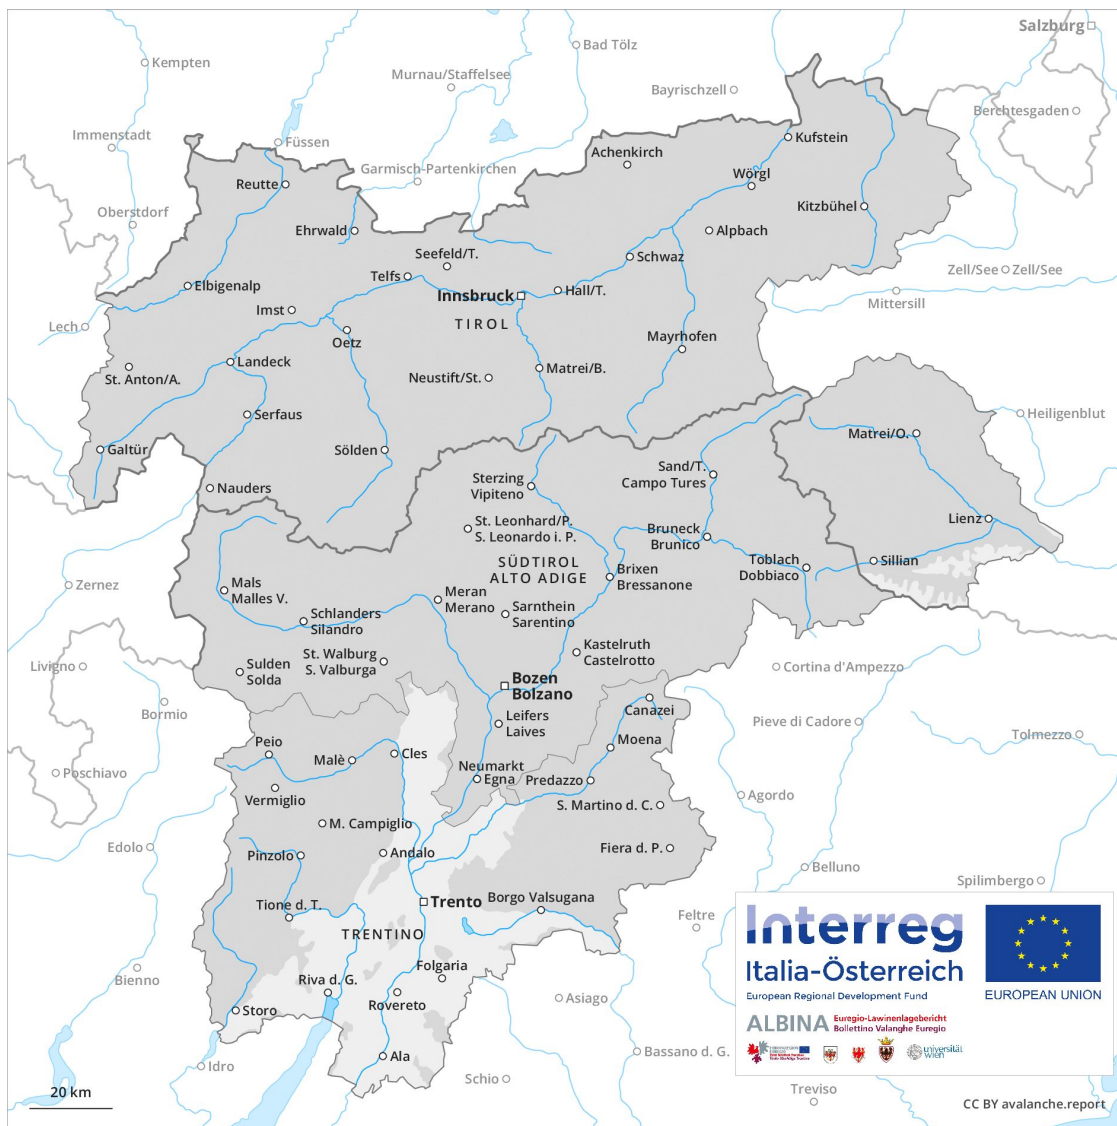 Salzburg
Bad Tölz
Kempten
Murnau/Staffelsee
Bayrischzell
Berchtesgaden
Immenstadt
Füssen
Kufstein
Achenkirch
Garmisch-Partenkirchen
Wörgl
Reutte
Kitzbühel
Oberstdorf
Ehrwald
Alpbach
Seefeld/T.
Schwaz
Telfs
Zell/See
Zell/See
Elbigenalp
Innsbruck
Hall/T.
Mittersill
Imst
TIROL
Lech
Oetz
Mayrhofen
Landeck
Matrei/B.
St. Anton/A.
Neustift/St.
Serfaus
Heiligenblut
Matrei/O.
Galtür
Sölden
Sand/T.
Campo Tures
Sterzing
Vipiteno
Nauders
Lienz
St. Leonhard/P.
S. Leonardo i. P.
Bruneck
Brunico
SÜDTIROL
ALTO ADIGE
Toblach
Dobbiaco
Sillian
Brixen
Bressanone
Zernez
Mals
Malles V.
Meran
Merano
Sarnthein
Sarentino
Schlanders
Silandro
Kastelruth
Castelrotto
St. Walburg
S. Valburga
Livigno
Sulden
Solda
Cortina d'Ampezzo
Bozen
Bolzano
Bormio
Canazei
Leifers
Laives
Pieve di Cadore
Tolmezzo
Peio
Moena
Cles
Malè
Poschiavo
Neumarkt
Egna
Predazzo
Vermiglio
Agordo
S. Martino d. C.
M. Campiglio
Edolo
Fiera d. P.
Andalo
Pinzolo
Belluno
Spilimbergo
Borgo Valsugana
Trento
Tione d. T.
Feltre
TRENTINO
Interreg
Italia-Österreich
European Regional Development Fund
EUROPEAN UNION
Folgaria
Bienno
Riva d. G.
Rovereto
Asiago
Storo
ALBINA
Euregio-Lawinenlagebericht
Bollettino Valanghe Euregio
universität
wien
Ala
Bassano d. G.
Idro
Schio
Treviso
20 km
CC BY avalanche.report